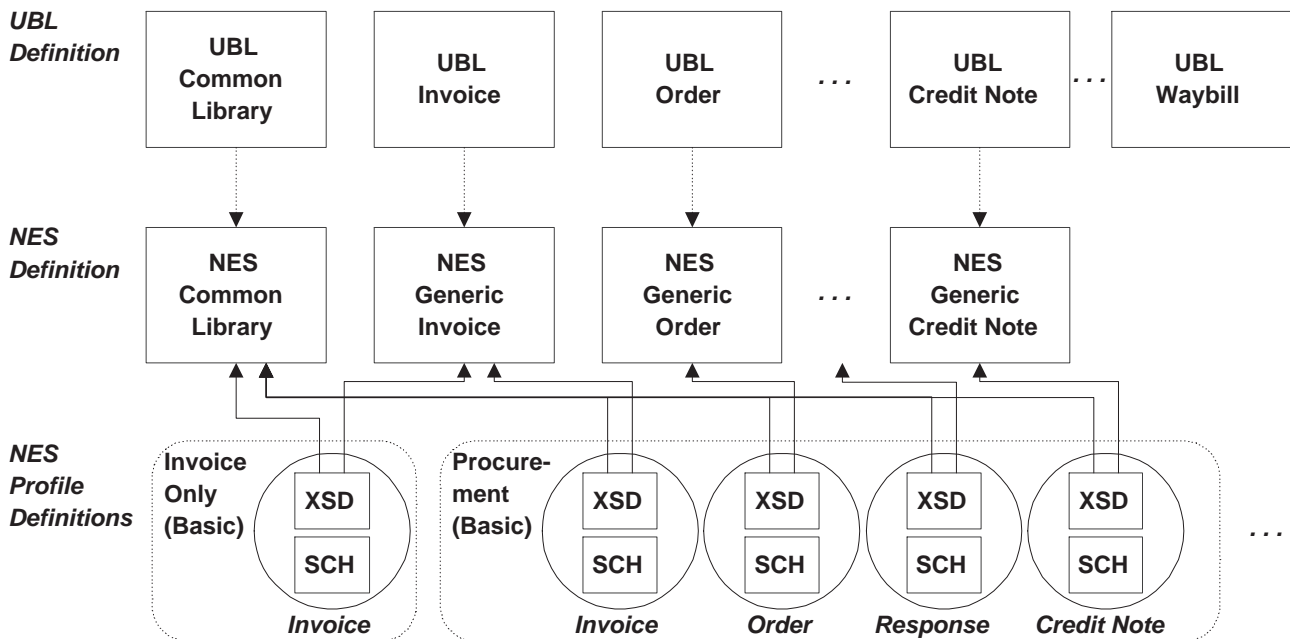 UBL
Definition
UBL
Common
Library
UBL
Invoice
UBL
Order
. . .
UBL
Credit Note
. . .
UBL
Waybill
NES
Definition
NES
Common
Library
NES
Generic
Invoice
NES
Generic
Order
. . .
NES
Generic
Credit Note
NES
Profile
Definitions
Invoice
Only
(Basic)
XSD
SCH
Invoice
Procure-
ment
(Basic)
XSD
SCH
Invoice
XSD
SCH
Order
XSD
SCH
Response
XSD
SCH
Credit Note
. . .